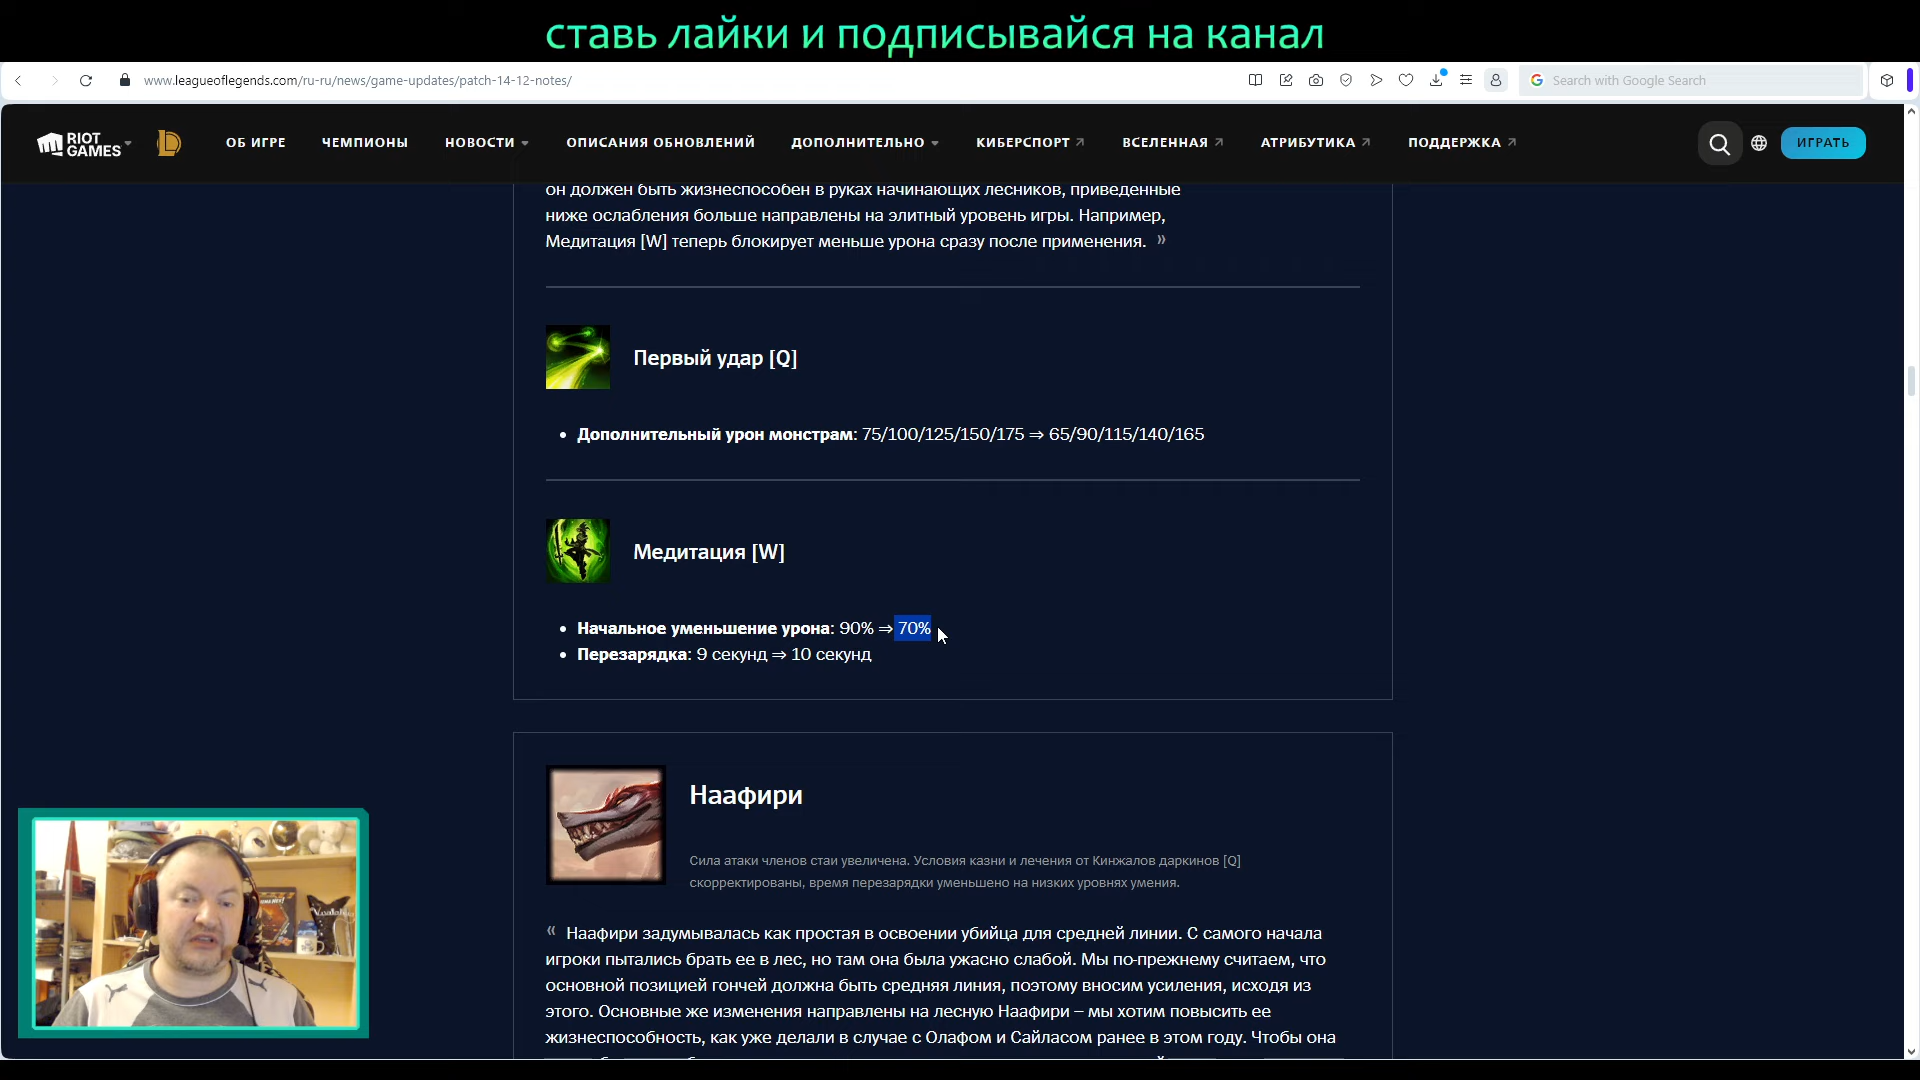 ставь лайки и подписывайся на канал
www.leagueoflegends.com/ru-ru/news/game-updates/patch-14-12-notes/
Search with Google Search
RIOT GAMES
ОБ ИГРЕ
ЧЕМПИОНЫ
НОВОСТИ
ОПИСАНИЯ ОБНОВЛЕНИЙ
ДОПОЛНИТЕЛЬНО
КИБЕРСПОРТ
ВСЕЛЕННАЯ
АТРИБУТИКА
ПОДДЕРЖКА
ИГРАТЬ
он должен быть жизнеспособен в руках начинающих лесников, приведенные
ниже ослабления больше направлены на элитный уровень игры. Например,
Медитация [W] теперь блокирует меньше урона сразу после применения. »
Первый удар [Q]
• Дополнительный урон монстрам: 75/100/125/150/175 ⇒ 65/90/115/140/165
Медитация [W]
• Начальное уменьшение урона: 90% ⇒ 70%
• Перезарядка: 9 секунд ⇒ 10 секунд
Наафири
Сила атаки членов стаи увеличена. Условия казни и лечения от Кинжалов даркинов [Q]
скорректированы, время перезарядки уменьшено на низких уровнях умения.
« Наафири задумывалась как простая в освоении убийца для средней линии. С самого начала
игроки пытались брать ее в лес, но там она была ужасно слабой. Мы по-прежнему считаем, что
основной позицией гончей должна быть средняя линия, поэтому вносим усиления, исходя из
этого. Основные же изменения направлены на лесную Наафири – мы хотим повысить ее
жизнеспособность, как уже делали в случае с Олафом и Сайласом ранее в этом году. Чтобы она